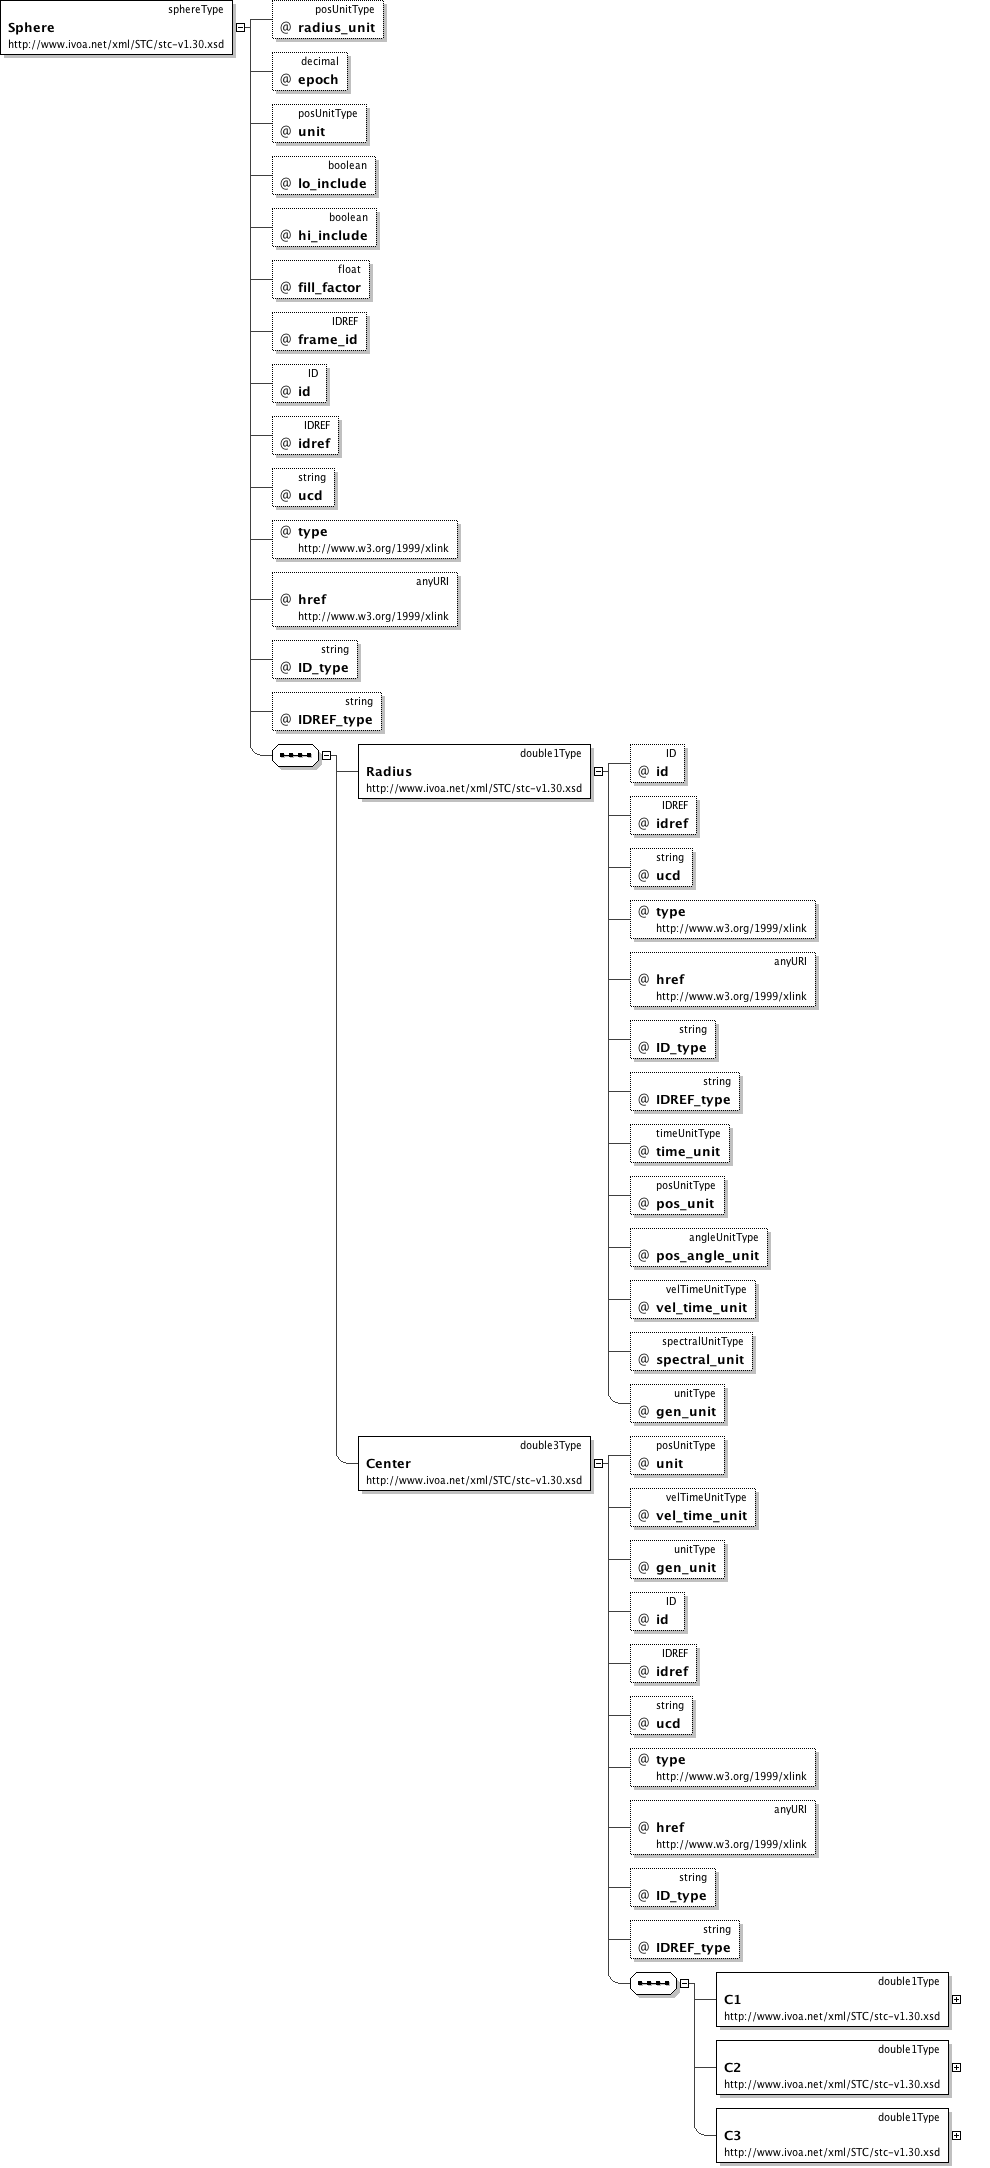 sphereType
Sphere
http://www.ivoa.net/xml/STC/stc-v1.30.xsd
posUnitType
@ radius_unit
decimal
@ epoch
posUnitType
@ unit
boolean
@ lo_include
boolean
@ hi_include
float
@ fill_factor
IDREF
@ frame_id
ID
@ id
IDREF
@ idref
string
@ ucd
@ type
http://www.w3.org/1999/xlink
anyURI
@ href
http://www.w3.org/1999/xlink
string
@ ID_type
string
@ IDREF_type
double1Type
Radius
http://www.ivoa.net/xml/STC/stc-v1.30.xsd
ID
@ id
IDREF
@ idref
string
@ ucd
@ type
http://www.w3.org/1999/xlink
anyURI
@ href
http://www.w3.org/1999/xlink
string
@ ID_type
string
@ IDREF_type
timeUnitType
@ time_unit
posUnitType
@ pos_unit
angleUnitType
@ pos_angle_unit
velTimeUnitType
@ vel_time_unit
spectralUnitType
@ spectral_unit
unitType
@ gen_unit
double3Type
Center
http://www.ivoa.net/xml/STC/stc-v1.30.xsd
posUnitType
@ unit
velTimeUnitType
@ vel_time_unit
unitType
@ gen_unit
ID
@ id
IDREF
@ idref
string
@ ucd
@ type
http://www.w3.org/1999/xlink
anyURI
@ href
http://www.w3.org/1999/xlink
string
@ ID_type
string
@ IDREF_type
double1Type
C1
http://www.ivoa.net/xml/STC/stc-v1.30.xsd
double1Type
C2
http://www.ivoa.net/xml/STC/stc-v1.30.xsd
double1Type
C3
http://www.ivoa.net/xml/STC/stc-v1.30.xsd